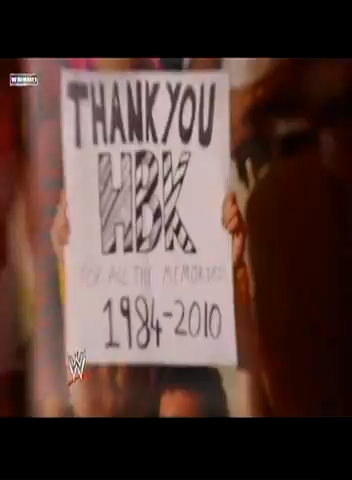 THANK YOU
HBK
FOR ALL THE MEMORIES
1984-2010
W